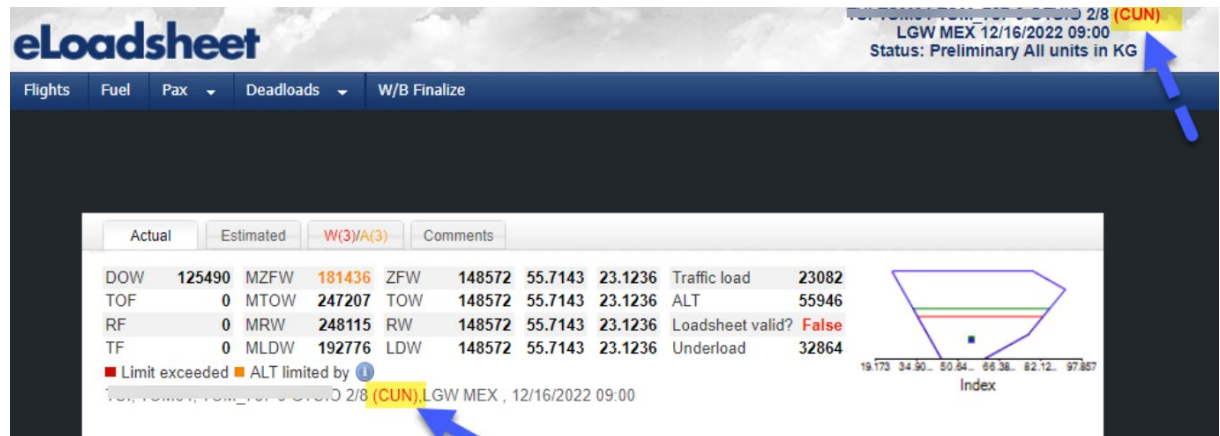 2/8 (CUN)
eLoadsheet
LGW MEX 12/16/2022 09:00
Status: Preliminary All units in KG
Flights Fuel Pax Deadloads W/B Finalize
Actual Estimated W(3)/A(3) Comments
DOW 125490 MZFW 181436 ZFW 148572 55.7143 23.1236 Traffic load 23082
TOF 0 MTOW 247207 TOW 148572 55.7143 23.1236 ALT 55946
RF 0 MRW 248115 RW 148572 55.7143 23.1236 Loadsheet valid? False
TF 0 MLDW 192776 LDW 148572 55.7143 23.1236 Underload 32864
19.173 34.90... 50.64... 66.38... 82.12... 97.857
Index
Limit exceeded ALT limited by
2/8 (CUN),LGW MEX , 12/16/2022 09:00